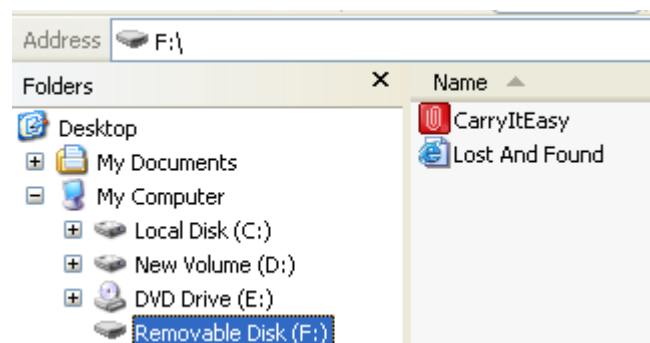 Address F:\
Folders × Name
Desktop
My Documents
My Computer
Local Disk (C:)
New Volume (D:)
DVD Drive (E:)
Removable Disk (F:)
CarryItEasy
Lost And Found